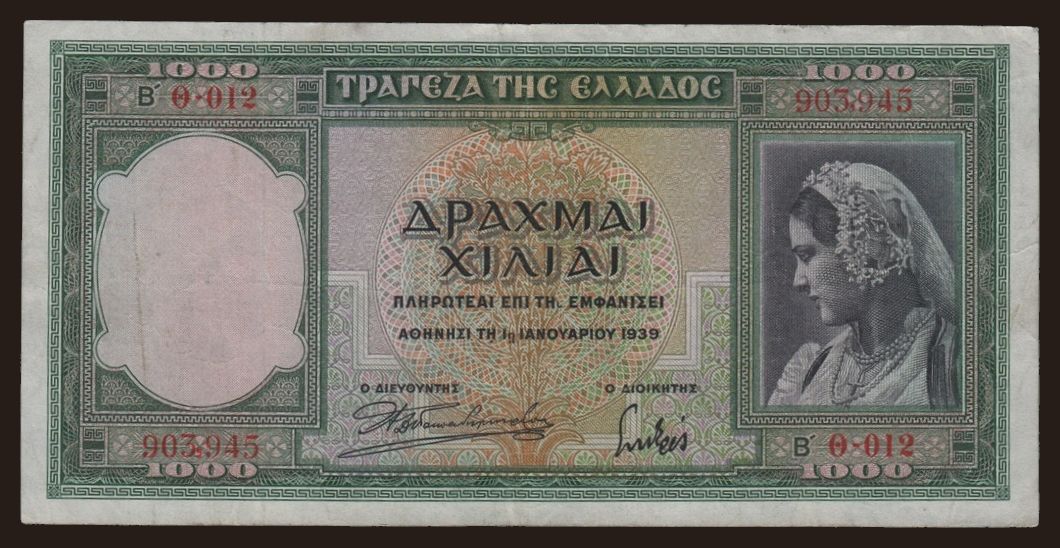 1000
ΤΡΑΠΕΖΑ ΤΗΣ ΕΛΛΑΔΟΣ
1000
Β΄ Θ·012
903,945
ΔΡΑΧΜΑΙ
ΧΙΛΙΑΙ
ΠΛΗΡΩΤΕΑΙ ΕΠΙ ΤΗ, ΕΜΦΑΝΙΣΕΙ
ΑΘΗΝΗΣΙ ΤΗ 1η ΙΑΝΟΥΑΡΙΟΥ 1939
Ο ΔΙΕΥΘΥΝΤΗΣ
Ο ΔΙΟΙΚΗΤΗΣ
903,945
Β΄ Θ·012
1000
1000